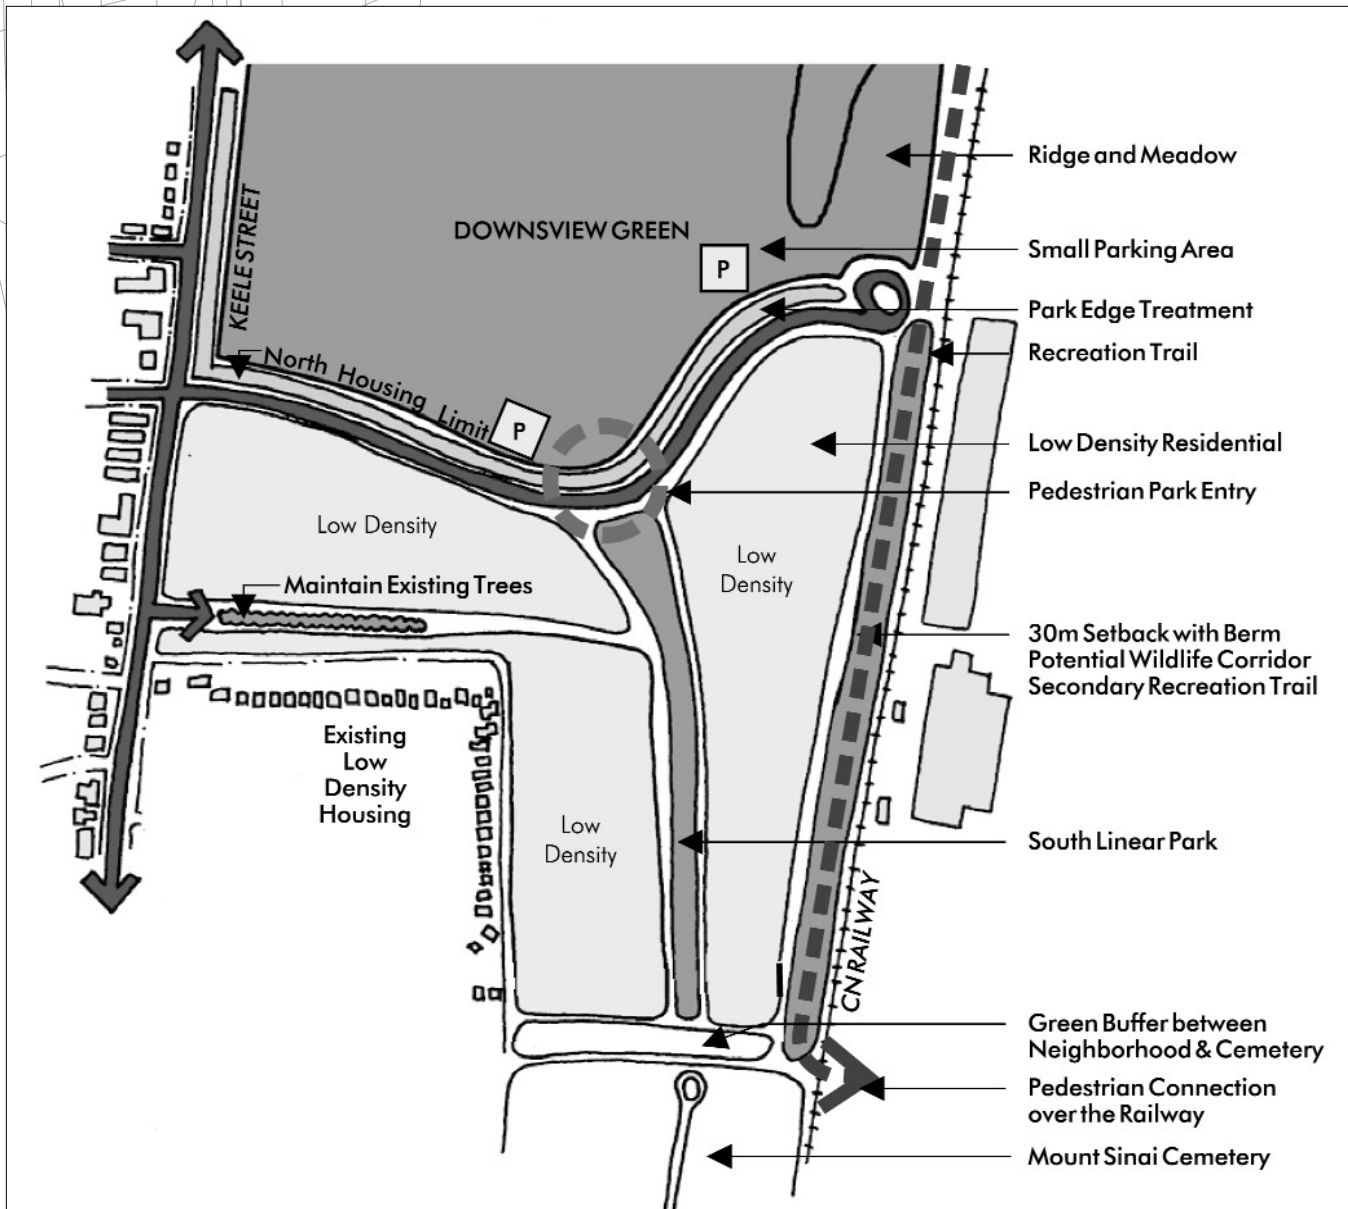 Ridge and Meadow
DOWNSVIEW GREEN
Small Parking Area
P
KEELE STREET
Park Edge Treatment
Recreation Trail
North Housing Limit
P
Low Density Residential
Pedestrian Park Entry
Low Density
Low
Density
Maintain Existing Trees
30m Setback with Berm
Potential Wildlife Corridor
Secondary Recreation Trail
Existing
Low
Density
Housing
Low
Density
South Linear Park
CN RAILWAY
Green Buffer between
Neighborhood & Cemetery
Pedestrian Connection
over the Railway
Mount Sinai Cemetery